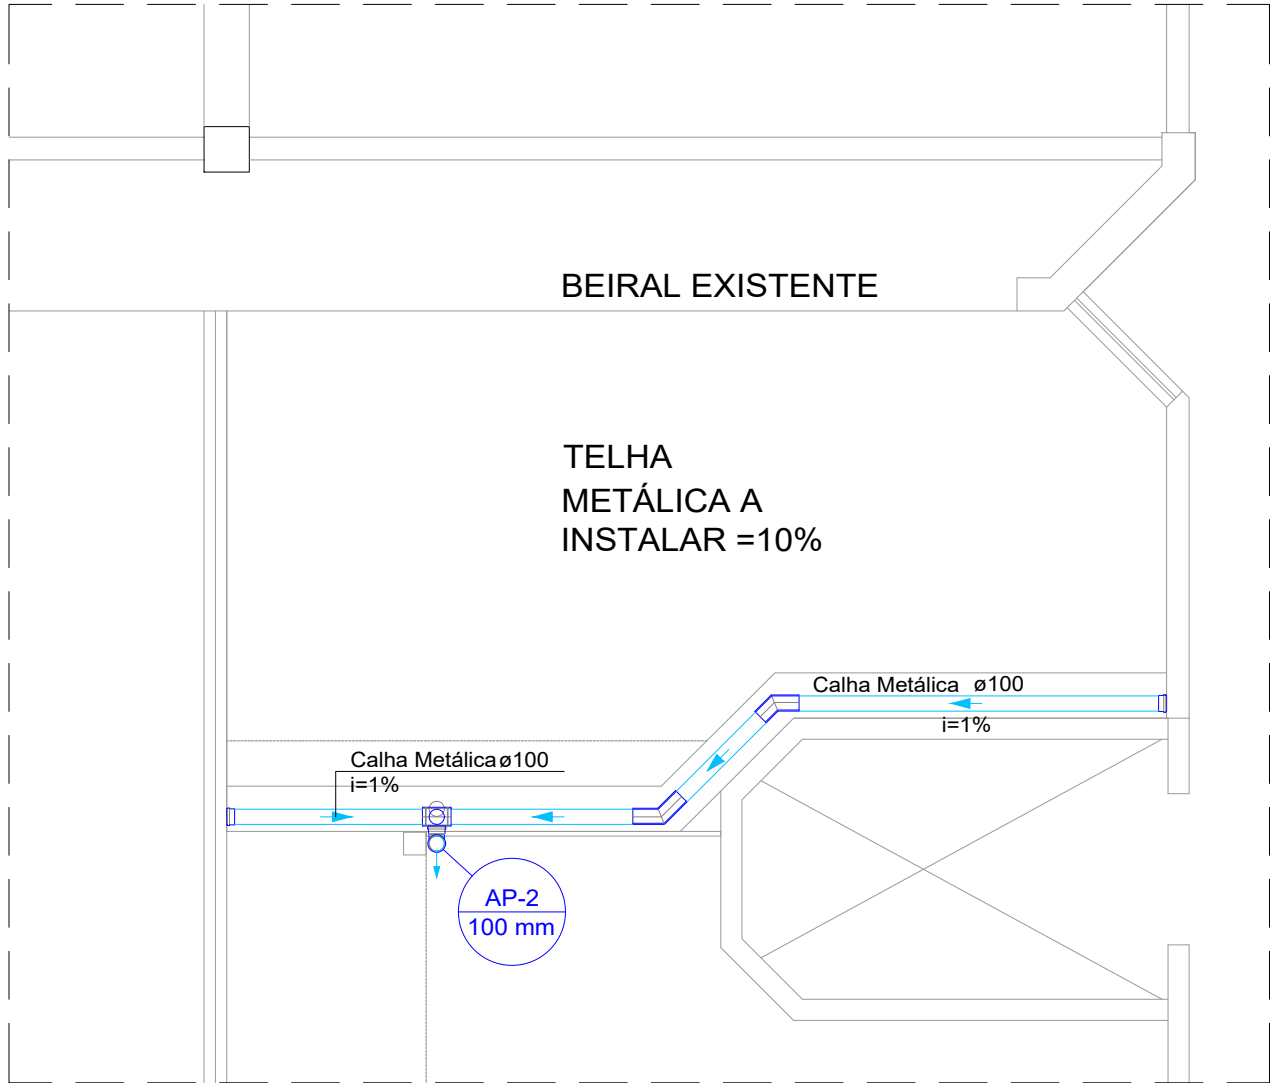 BEIRAL EXISTENTE
TELHA
METÁLICA A
INSTALAR =10%
Calha Metálica ø100
i=1%
Calha Metálica ø100
i=1%
AP-2
100 mm